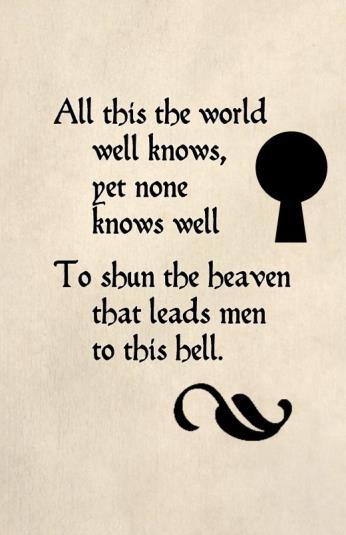 All this the world
well knows,
yet none
knows well
To shun the heaven
that leads men
to this hell.